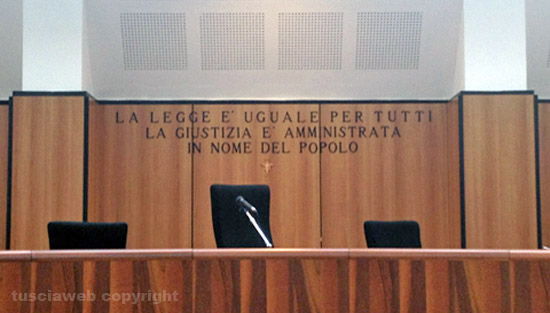 LA LEGGE E' UGUALE PER TUTTI
LA GIUSTIZIA E' AMMINISTRATA
IN NOME DEL POPOLO
tusciaweb copyright